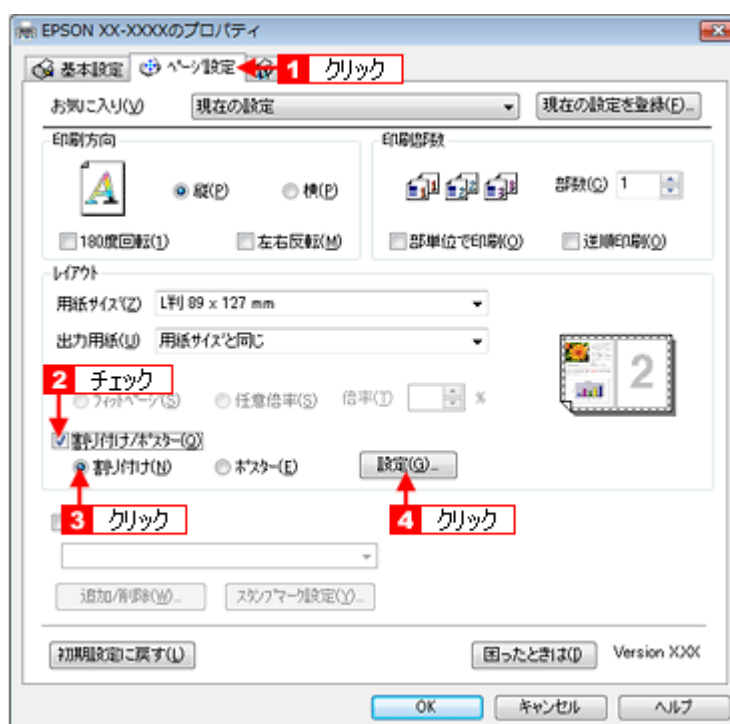 EPSON XX-XXXXのプロパティ
基本設定 ページ設定 1 クリック
お気に入り(V) 現在の設定 現在の設定を登録(F)...
印刷方向 印刷部数
縦(P) 横(P) 部数(C) 1
180度回転(1) 左右反転(M) 部単位で印刷(O) 逆順印刷(O)
レイアウト
用紙サイズ(Z) L判 89 x 127 mm
出力用紙(U) 用紙サイズと同じ
2 チェック
フィットページ(S) 任意倍率(S) 倍率(T) %
割り付け/ポスター(Q)
割り付け(N) ポスター(E) 設定(G)...
2
3 クリック 4 クリック
追加/削除(W)... スタンプマーク設定(Y)...
初期設定に戻す(L) 困ったときは(I) Version X.XX
OK キャンセル ヘルプ